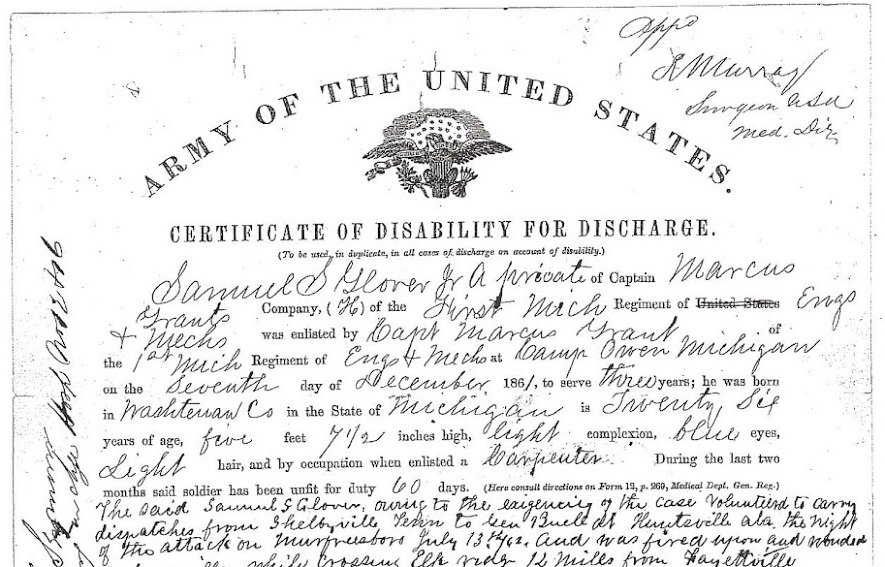 Appd
R Murray
Surgeon USA
Med. Dir.
ARMY OF THE UNITED STATES.
CERTIFICATE OF DISABILITY FOR DISCHARGE.
(To be used, in duplicate, in all cases of discharge on account of disability.)
Samuel S Glover Jr A private of Captain Marcus
Grants Company, (H) of the First Mich Regiment of United States Engs
& Mechs was enlisted by Capt Marcus Grant of
the 1st Mich Regiment of Engs & Mechs at Camp Owen Michigan
on the Seventh day of December 1861, to serve three years; he was born
in Washtenaw Co in the State of Michigan is Twenty Six
years of age, five feet 7 1/2 inches high, light complexion, blue eyes,
Light hair, and by occupation when enlisted a Carpenter. During the last two
months said soldier has been unfit for duty 60 days. (Here consult directions on Form 13, p. 269, Medical Dept. Gen. Reg.)
The said Samuel S Glover, owing to the exigencies of the case Volunteerd to carry
dispatches from Shelbyville Tenn to Gen Buell at Huntsville ala. the night
of the attack on Murfresboro July 13th/62. and was fired upon and wounded
while crossing Elk river 12 miles from Fayettville